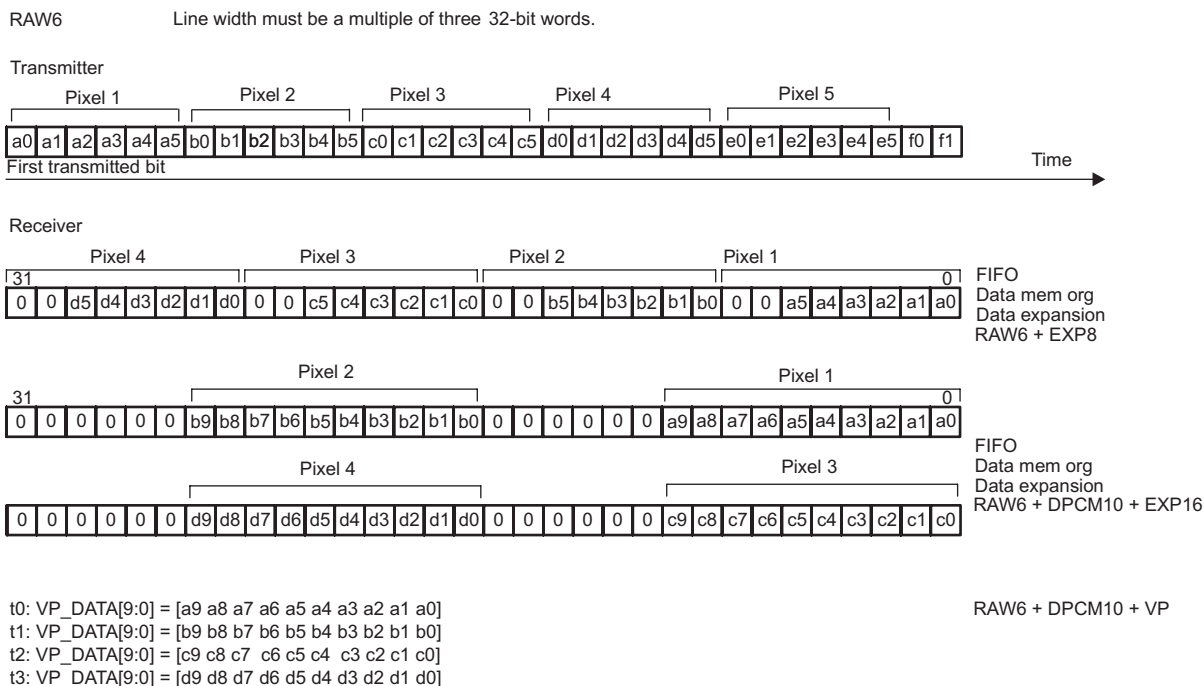 RAW6 Line width must be a multiple of three 32-bit words.
Transmitter
Pixel 1 Pixel 2 Pixel 3 Pixel 4 Pixel 5
a0 a1 a2 a3 a4 a5 b0 b1 b2 b3 b4 b5 c0 c1 c2 c3 c4 c5 d0 d1 d2 d3 d4 d5 e0 e1 e2 e3 e4 e5 f0 f1
First transmitted bit Time
Receiver
Pixel 4 Pixel 3 Pixel 2 Pixel 1
31 0
0 0 d5 d4 d3 d2 d1 d0 0 0 c5 c4 c3 c2 c1 c0 0 0 b5 b4 b3 b2 b1 b0 0 0 a5 a4 a3 a2 a1 a0
FIFO
Data mem org
Data expansion
RAW6 + EXP8
Pixel 2 Pixel 1
31 0
0 0 0 0 0 0 b9 b8 b7 b6 b5 b4 b3 b2 b1 b0 0 0 0 0 0 0 a9 a8 a7 a6 a5 a4 a3 a2 a1 a0
Pixel 4 Pixel 3
0 0 0 0 0 0 d9 d8 d7 d6 d5 d4 d3 d2 d1 d0 0 0 0 0 0 0 c9 c8 c7 c6 c5 c4 c3 c2 c1 c0
FIFO
Data mem org
Data expansion
RAW6 + DPCM10 + EXP16
t0: VP_DATA[9:0] = [a9 a8 a7 a6 a5 a4 a3 a2 a1 a0] RAW6 + DPCM10 + VP
t1: VP_DATA[9:0] = [b9 b8 b7 b6 b5 b4 b3 b2 b1 b0]
t2: VP_DATA[9:0] = [c9 c8 c7 c6 c5 c4 c3 c2 c1 c0]
t3: VP_DATA[9:0] = [d9 d8 d7 d6 d5 d4 d3 d2 d1 d0]